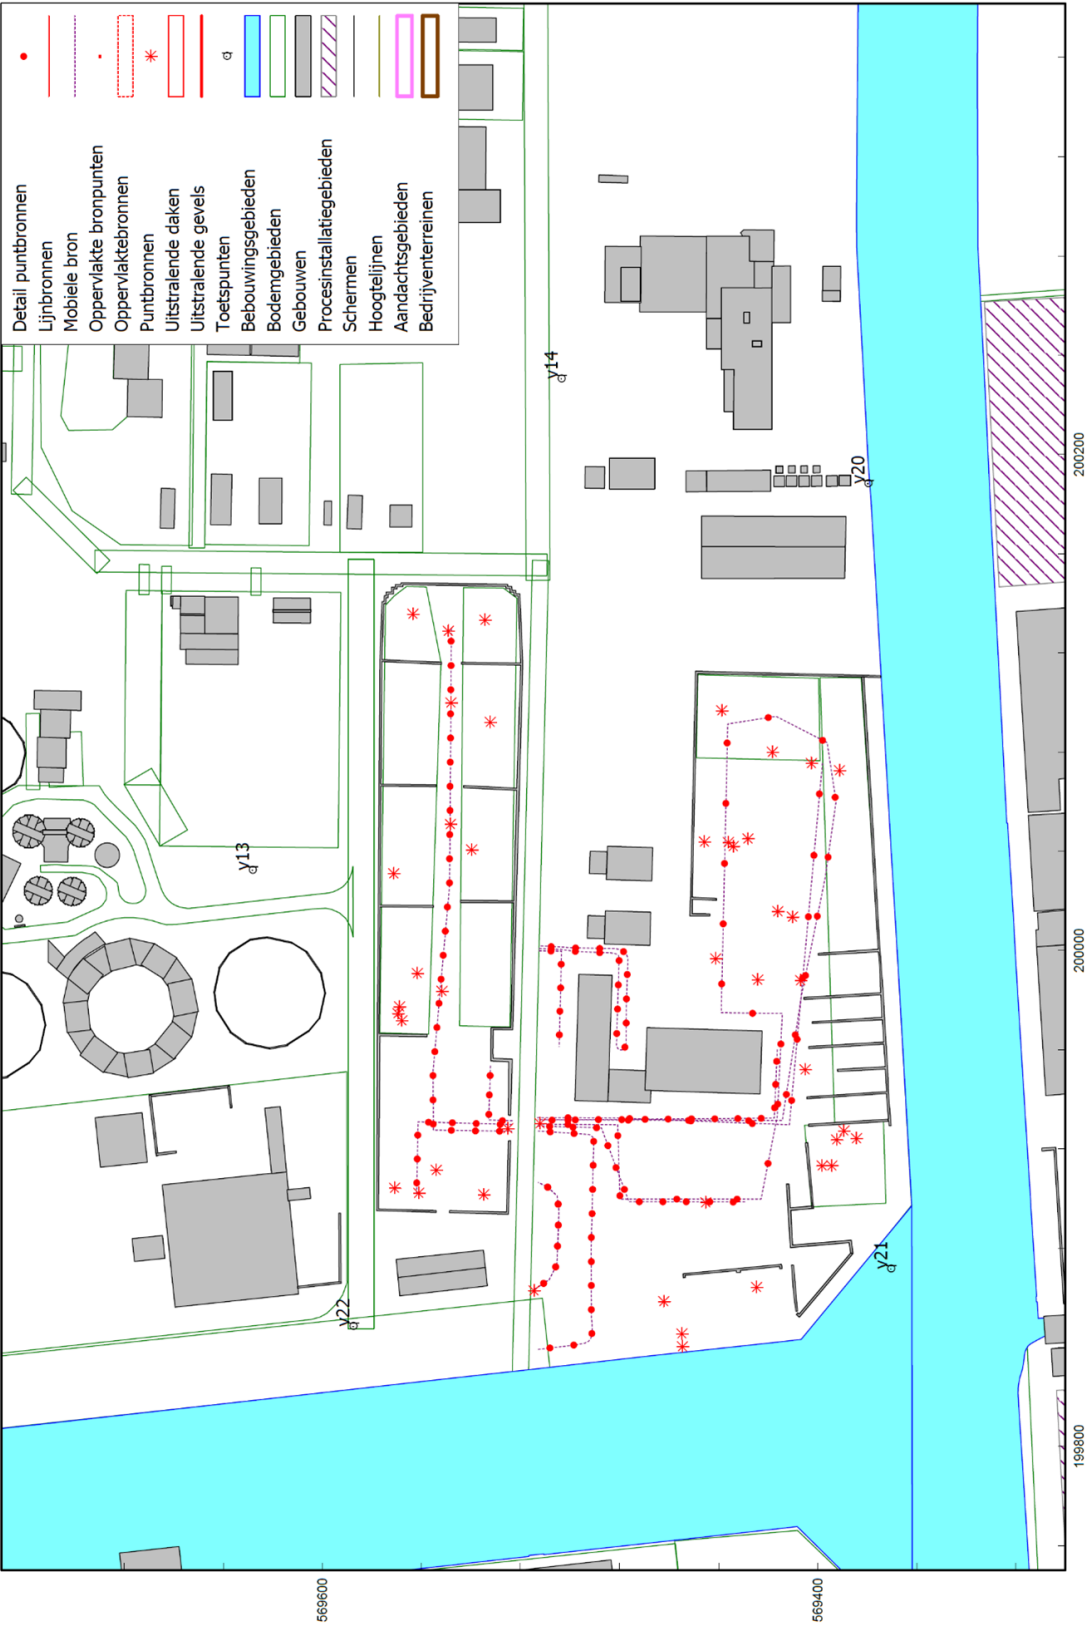 Detail puntbronnen
Lijnbronnen
Mobiele bron
Oppervlakte bronpunten
Oppervlaktebronnen
Puntbronnen
Uitstralende daken
Uitstralende gevels
Toetspunten
Bebouwingsgebieden
Bodemgebieden
Gebouwen
Procesinstallatiegebieden
Schermen
Hoogtelijnen
Aandachtsgebieden
Bedrijventerreinen
y22
y13
y14
y21
y20
569600
569400
199800
200000
200200